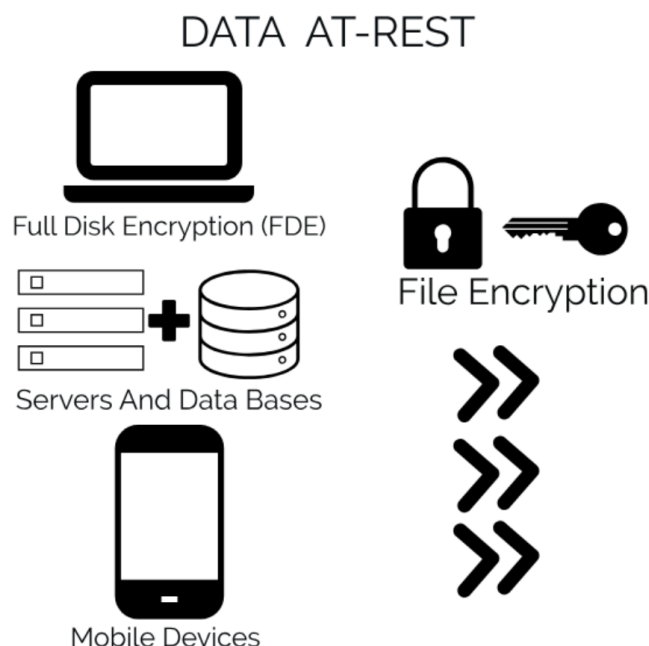 DATA AT-REST
Full Disk Encryption (FDE)
File Encryption
Servers And Data Bases
Mobile Devices